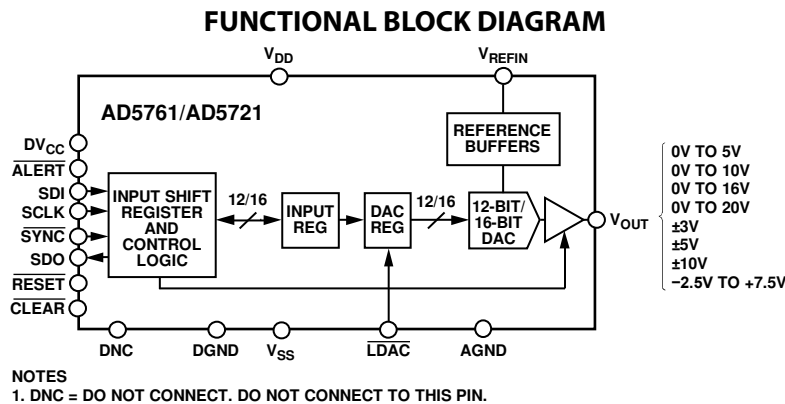 FUNCTIONAL BLOCK DIAGRAM
VDD
VREFIN
AD5761/AD5721
REFERENCE
BUFFERS
DVCC
ALERT
SDI
SCLK
SYNC
SDO
RESET
CLEAR
INPUT SHIFT
REGISTER
AND
CONTROL
LOGIC
12/16
INPUT
REG
DAC
REG
12/16
12-BIT/
16-BIT
DAC
VOUT
0V TO 5V
0V TO 10V
0V TO 16V
0V TO 20V
±3V
±5V
±10V
−2.5V TO +7.5V
DNC
DGND
VSS
LDAC
AGND
NOTES
1. DNC = DO NOT CONNECT. DO NOT CONNECT TO THIS PIN.